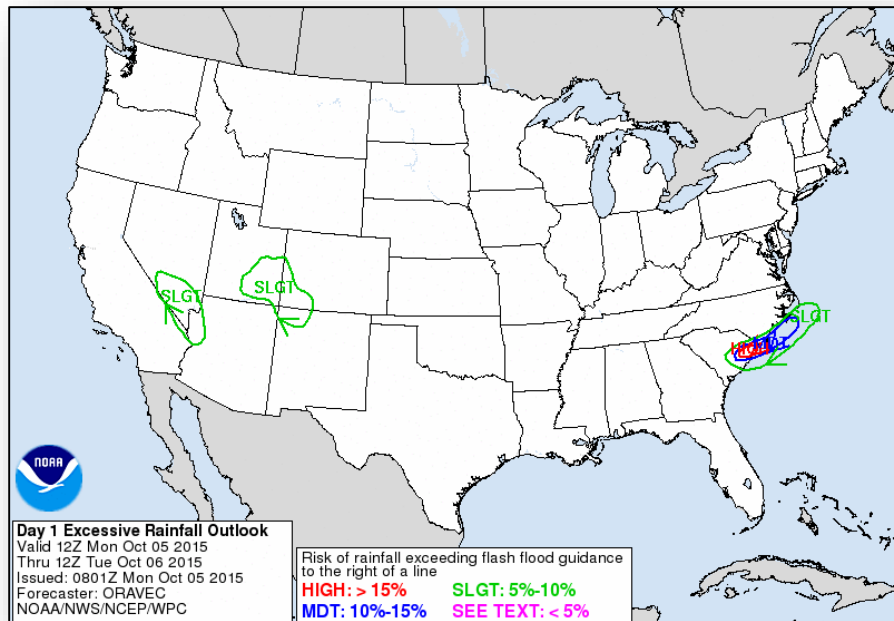 SLGT
SLGT
SLGT
HIGH
MDT
NOAA
Day 1 Excessive Rainfall Outlook
Valid 12Z Mon Oct 05 2015
Thru 12Z Tue Oct 06 2015
Issued: 0801Z Mon Oct 05 2015
Forecaster: ORAVEC
NOAA/NWS/NCEP/WPC
Risk of rainfall exceeding flash flood guidance
to the right of a line
HIGH: > 15% SLGT: 5%-10%
MDT: 10%-15% SEE TEXT: < 5%